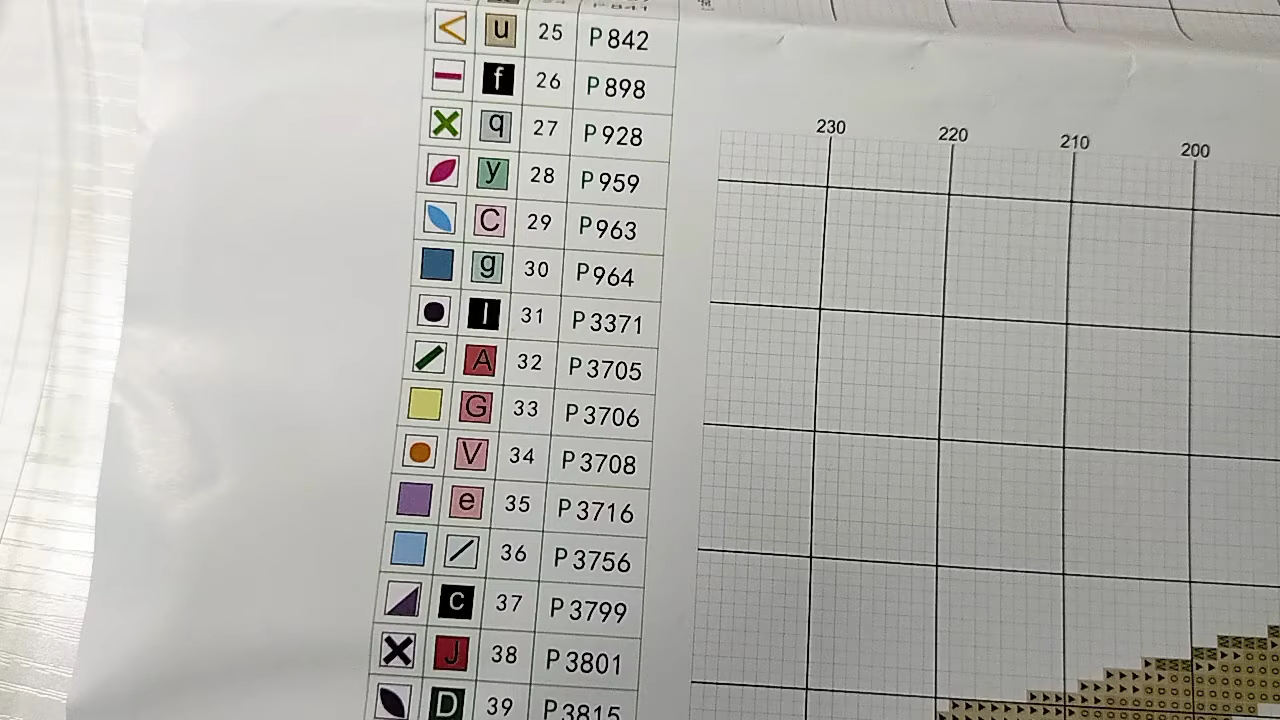 u 25 P842
f 26 P898
q 27 P928
y 28 P959
C 29 P963
g 30 P964
l 31 P3371
A 32 P3705
G 33 P3706
V 34 P3708
e 35 P3716
/ 36 P3756
c 37 P3799
J 38 P3801
D 39 P3815
230 220 210 200